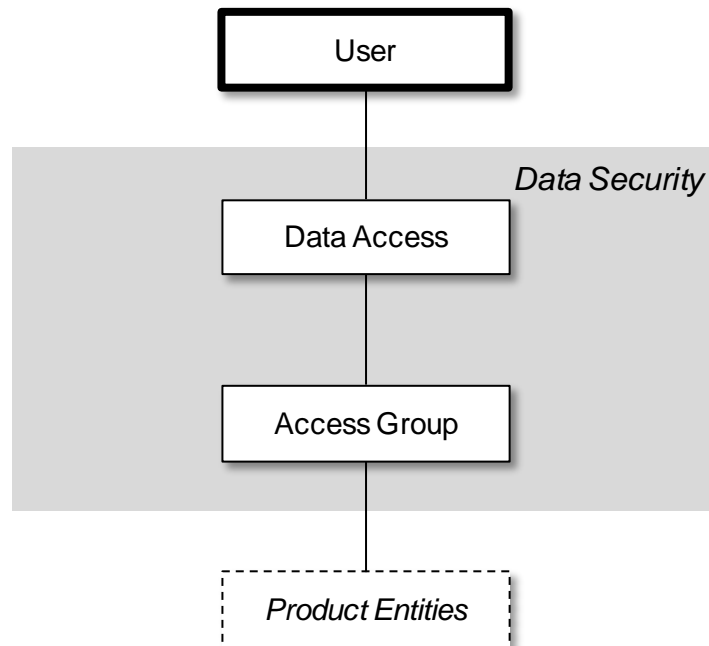 User
Data Security
Data Access
Access Group
Product Entities